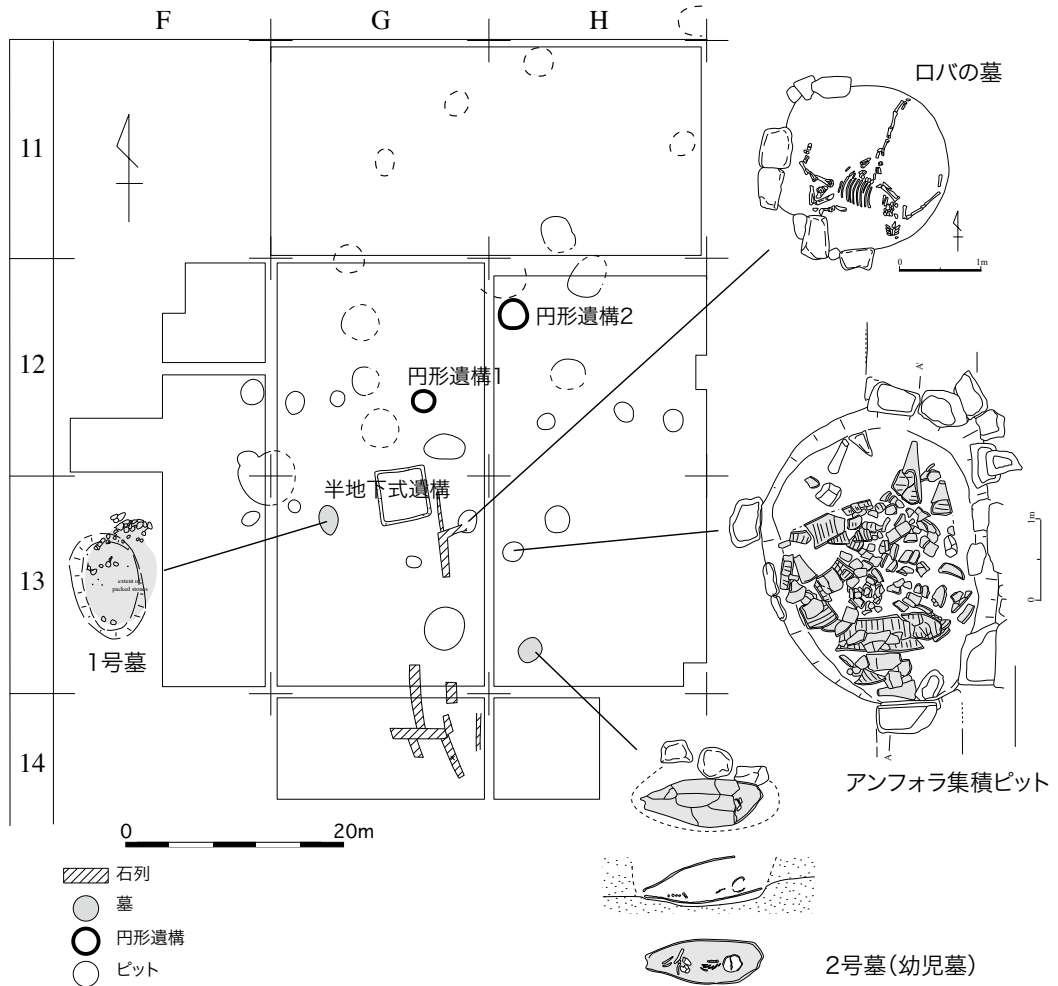 F
G
H
ロバの墓
11
0
1m
円形遺構2
12
円形遺構1
A'
半地下式遺構
1m
0
extent of
packed stones
13
1号墓
A
14
アンフォラ集積ピット
0
20m
石列
墓
円形遺構
ピット
2号墓(幼児墓)